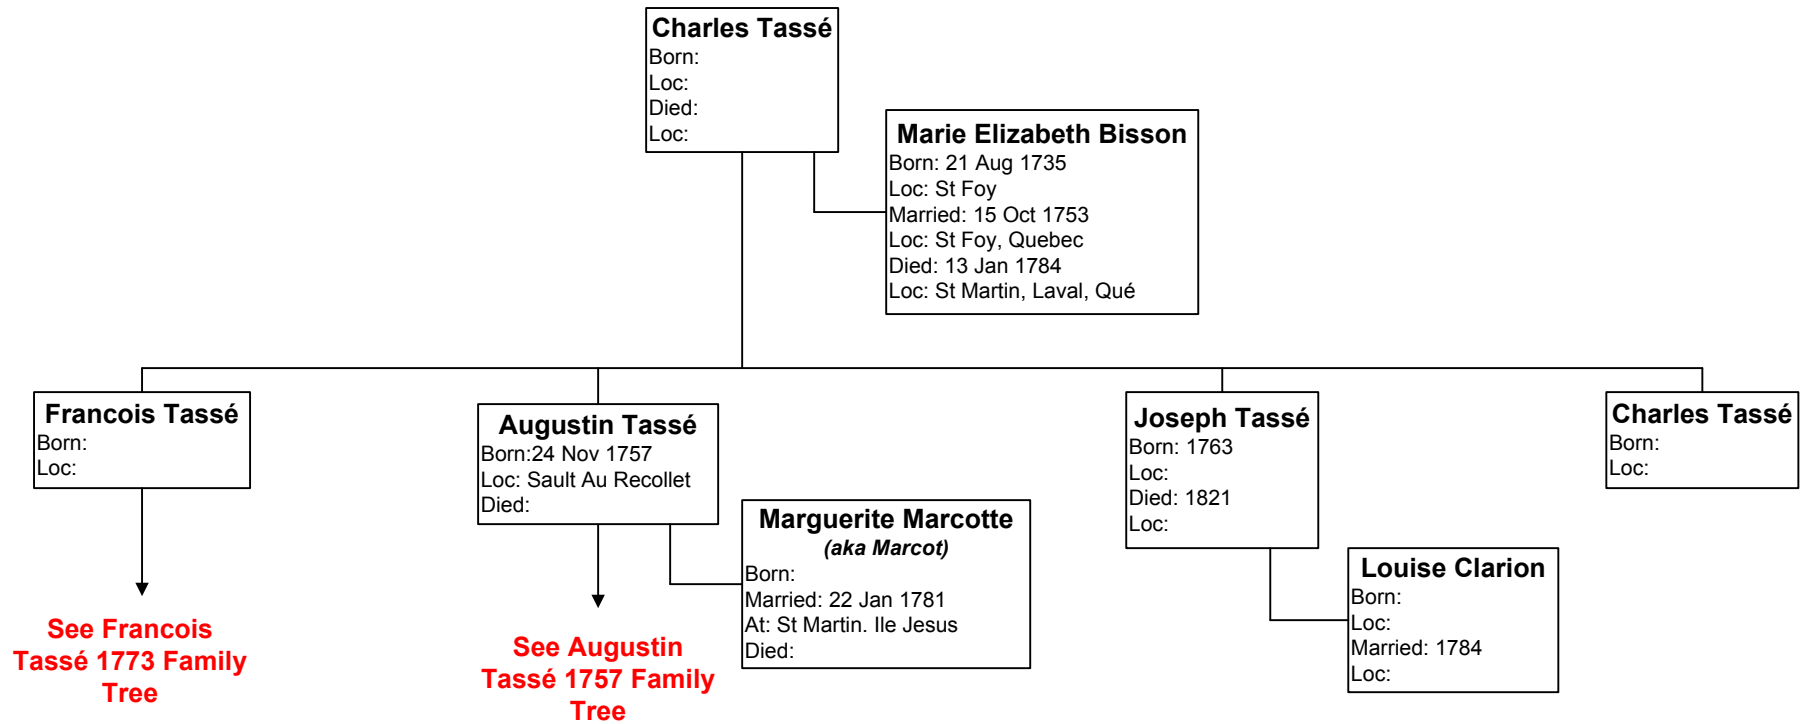 Charles Tassé
Born:
Loc:
Died:
Loc:
Marie Elizabeth Bisson
Born: 21 Aug 1735
Loc: St Foy
Married: 15 Oct 1753
Loc: St Foy, Quebec
Died: 13 Jan 1784
Loc: St Martin, Laval, Qué
Francois Tassé
Born:
Loc:
See Francois
Tassé 1773 Family
Tree
Augustin Tassé
Born:24 Nov 1757
Loc: Sault Au Recollet
Died:
See Augustin
Tassé 1757 Family
Tree
Marguerite Marcotte
(aka Marcot)
Born:
Married: 22 Jan 1781
At: St Martin. Ile Jesus
Died:
Joseph Tassé
Born: 1763
Loc:
Died: 1821
Loc:
Louise Clarion
Born:
Loc:
Married: 1784
Loc:
Charles Tassé
Born:
Loc: